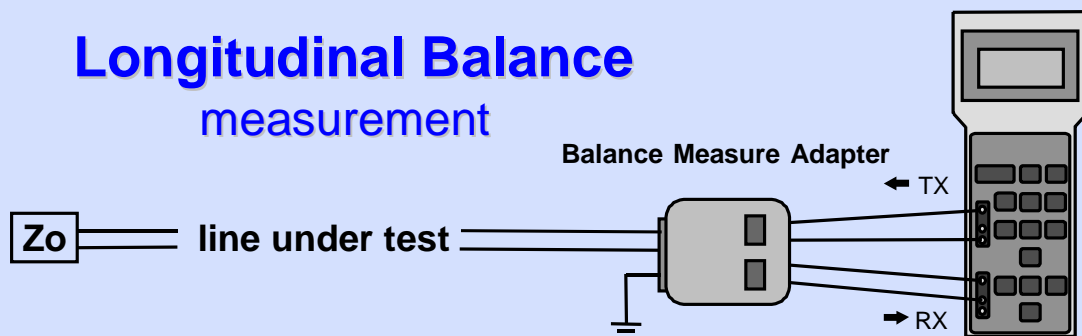 Longitudinal Balance
measurement
Balance Measure Adapter
TX
Zo
line under test
RX